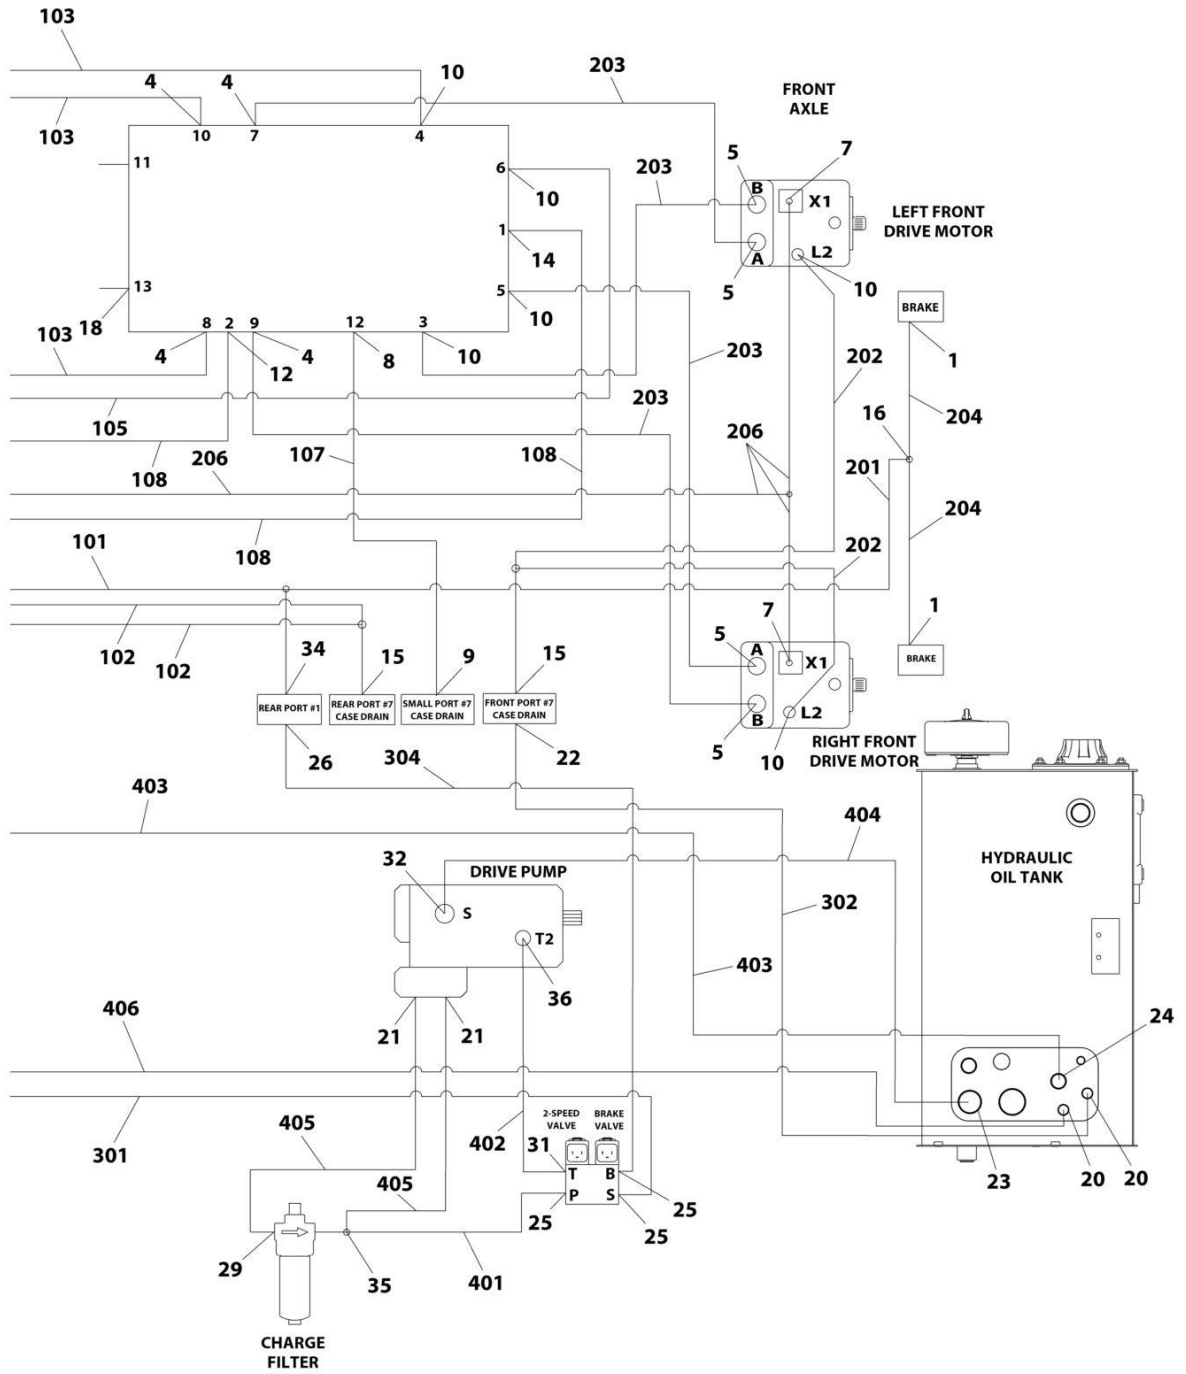 103
4
4
10
203
FRONT
AXLE
103
10
7
4
5
7
11
6
203
B
X1
10
LEFT FRONT
DRIVE MOTOR
1
14
A
L2
13
5
5
10
18
10
BRAKE
103
8
2
9
12
3
4
12
4
8
10
203
202
1
105
203
16
204
108
206
107
108
206
201
204
108
101
202
102
102
7
1
34
15
9
15
5
A
X1
BRAKE
REAR PORT #1
REAR PORT #7
CASE DRAIN
SMALL PORT #7
CASE DRAIN
FRONT PORT #7
CASE DRAIN
B
L2
5
10
RIGHT FRONT
DRIVE MOTOR
26
304
22
403
404
32
DRIVE PUMP
HYDRAULIC
OIL TANK
S
302
T2
403
36
406
21
21
24
2-SPEED
VALVE
BRAKE
VALVE
405
402
31
301
T
B
405
P
S
25
25
25
23
20
20
29
35
401
CHARGE
FILTER